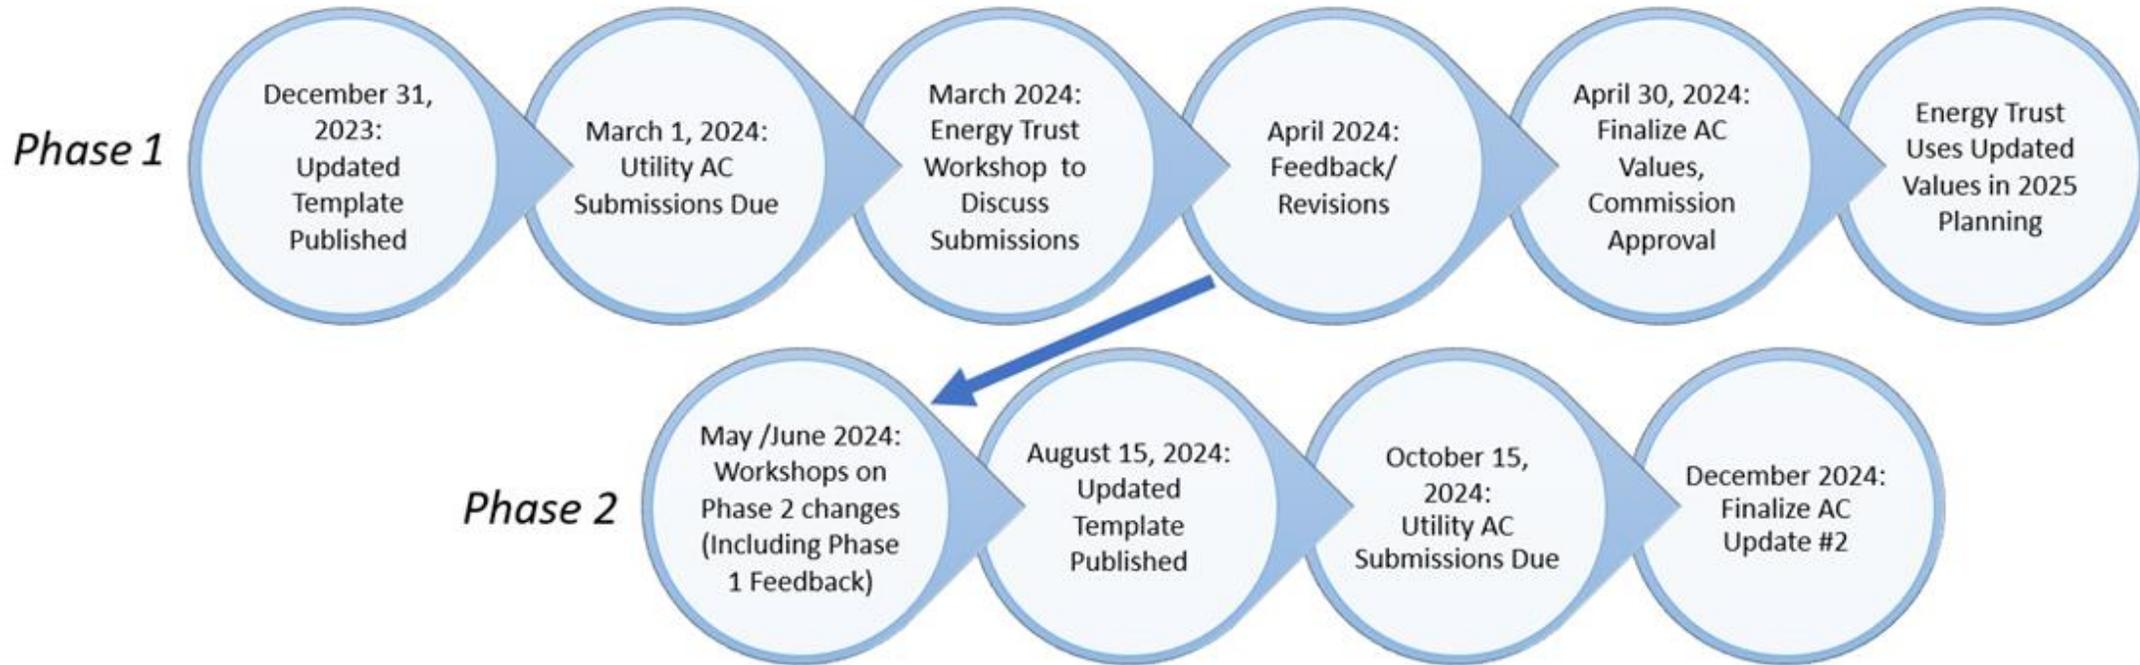 Phase 1
December 31,
2023:
Updated
Template
Published
March 1, 2024:
Utility AC
Submissions Due
March 2024:
Energy Trust
Workshop to
Discuss
Submissions
April 2024:
Feedback/
Revisions
April 30, 2024:
Finalize AC
Values,
Commission
Approval
Energy Trust
Uses Updated
Values in 2025
Planning
Phase 2
May /June 2024:
Workshops on
Phase 2 changes
(Including Phase
1 Feedback)
August 15, 2024:
Updated
Template
Published
October 15,
2024:
Utility AC
Submissions Due
December 2024:
Finalize AC
Update #2